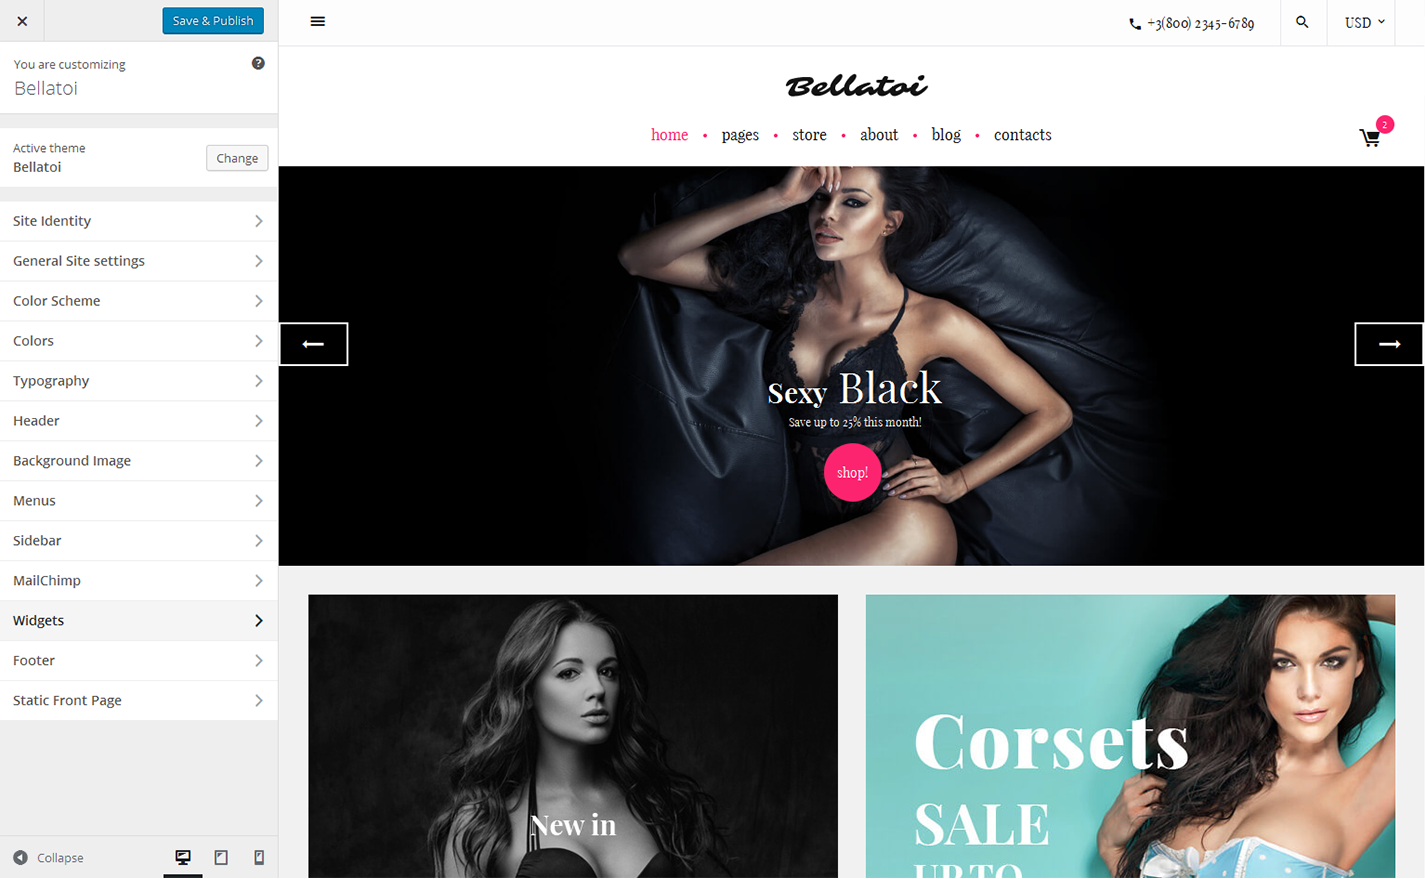 Save & Publish
You are customizing
Bellatoi
Active theme
Bellatoi
Change
Site Identity
General Site settings
Color Scheme
Colors
Typography
Header
Background Image
Menus
Sidebar
MailChimp
Widgets
Footer
Static Front Page
Collapse
+3(800) 2345-6789
USD
Bellatoi
home • pages • store • about • blog • contacts
2
Sexy Black
Save up to 25% this month!
shop!
New in
Corsets
SALE
UP TO